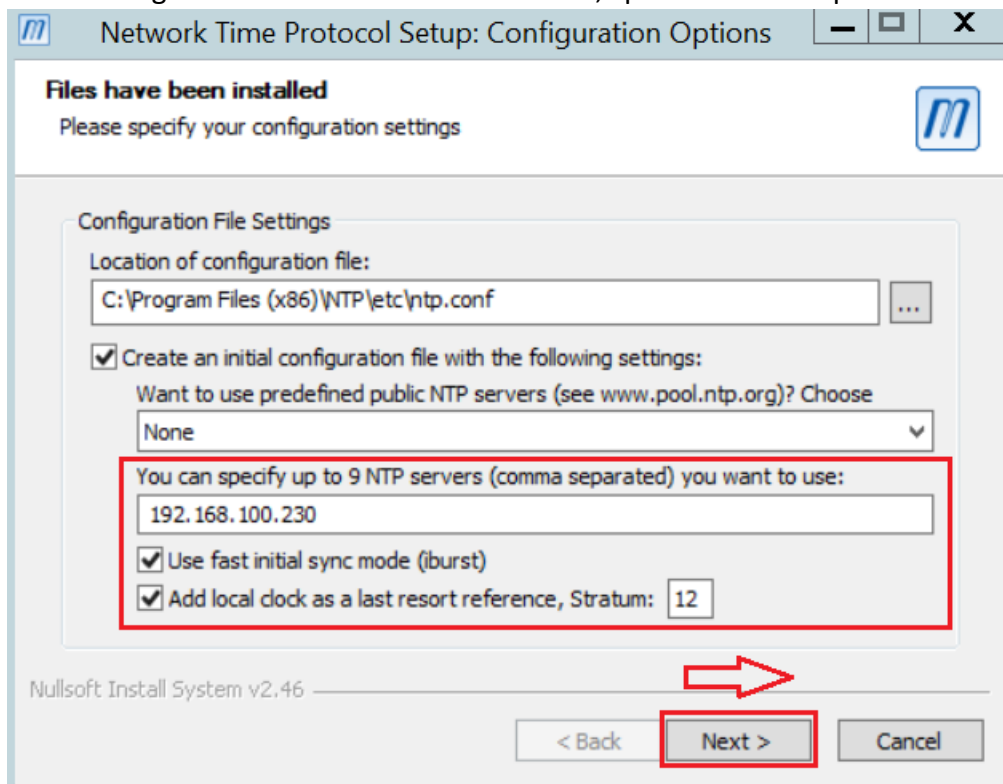 Network Time Protocol Setup: Configuration Options
X
Files have been installed
Please specify your configuration settings
Configuration File Settings
Location of configuration file:
C:\Program Files (x86)\NTP\etc\ntp.conf
...
Create an initial configuration file with the following settings:
Want to use predefined public NTP servers (see www.pool.ntp.org)? Choose
None
You can specify up to 9 NTP servers (comma separated) you want to use:
192.168.100.230
Use fast initial sync mode (iburst)
Add local clock as a last resort reference, Stratum: 12
Nullsoft Install System v2.46
< Back Next > Cancel